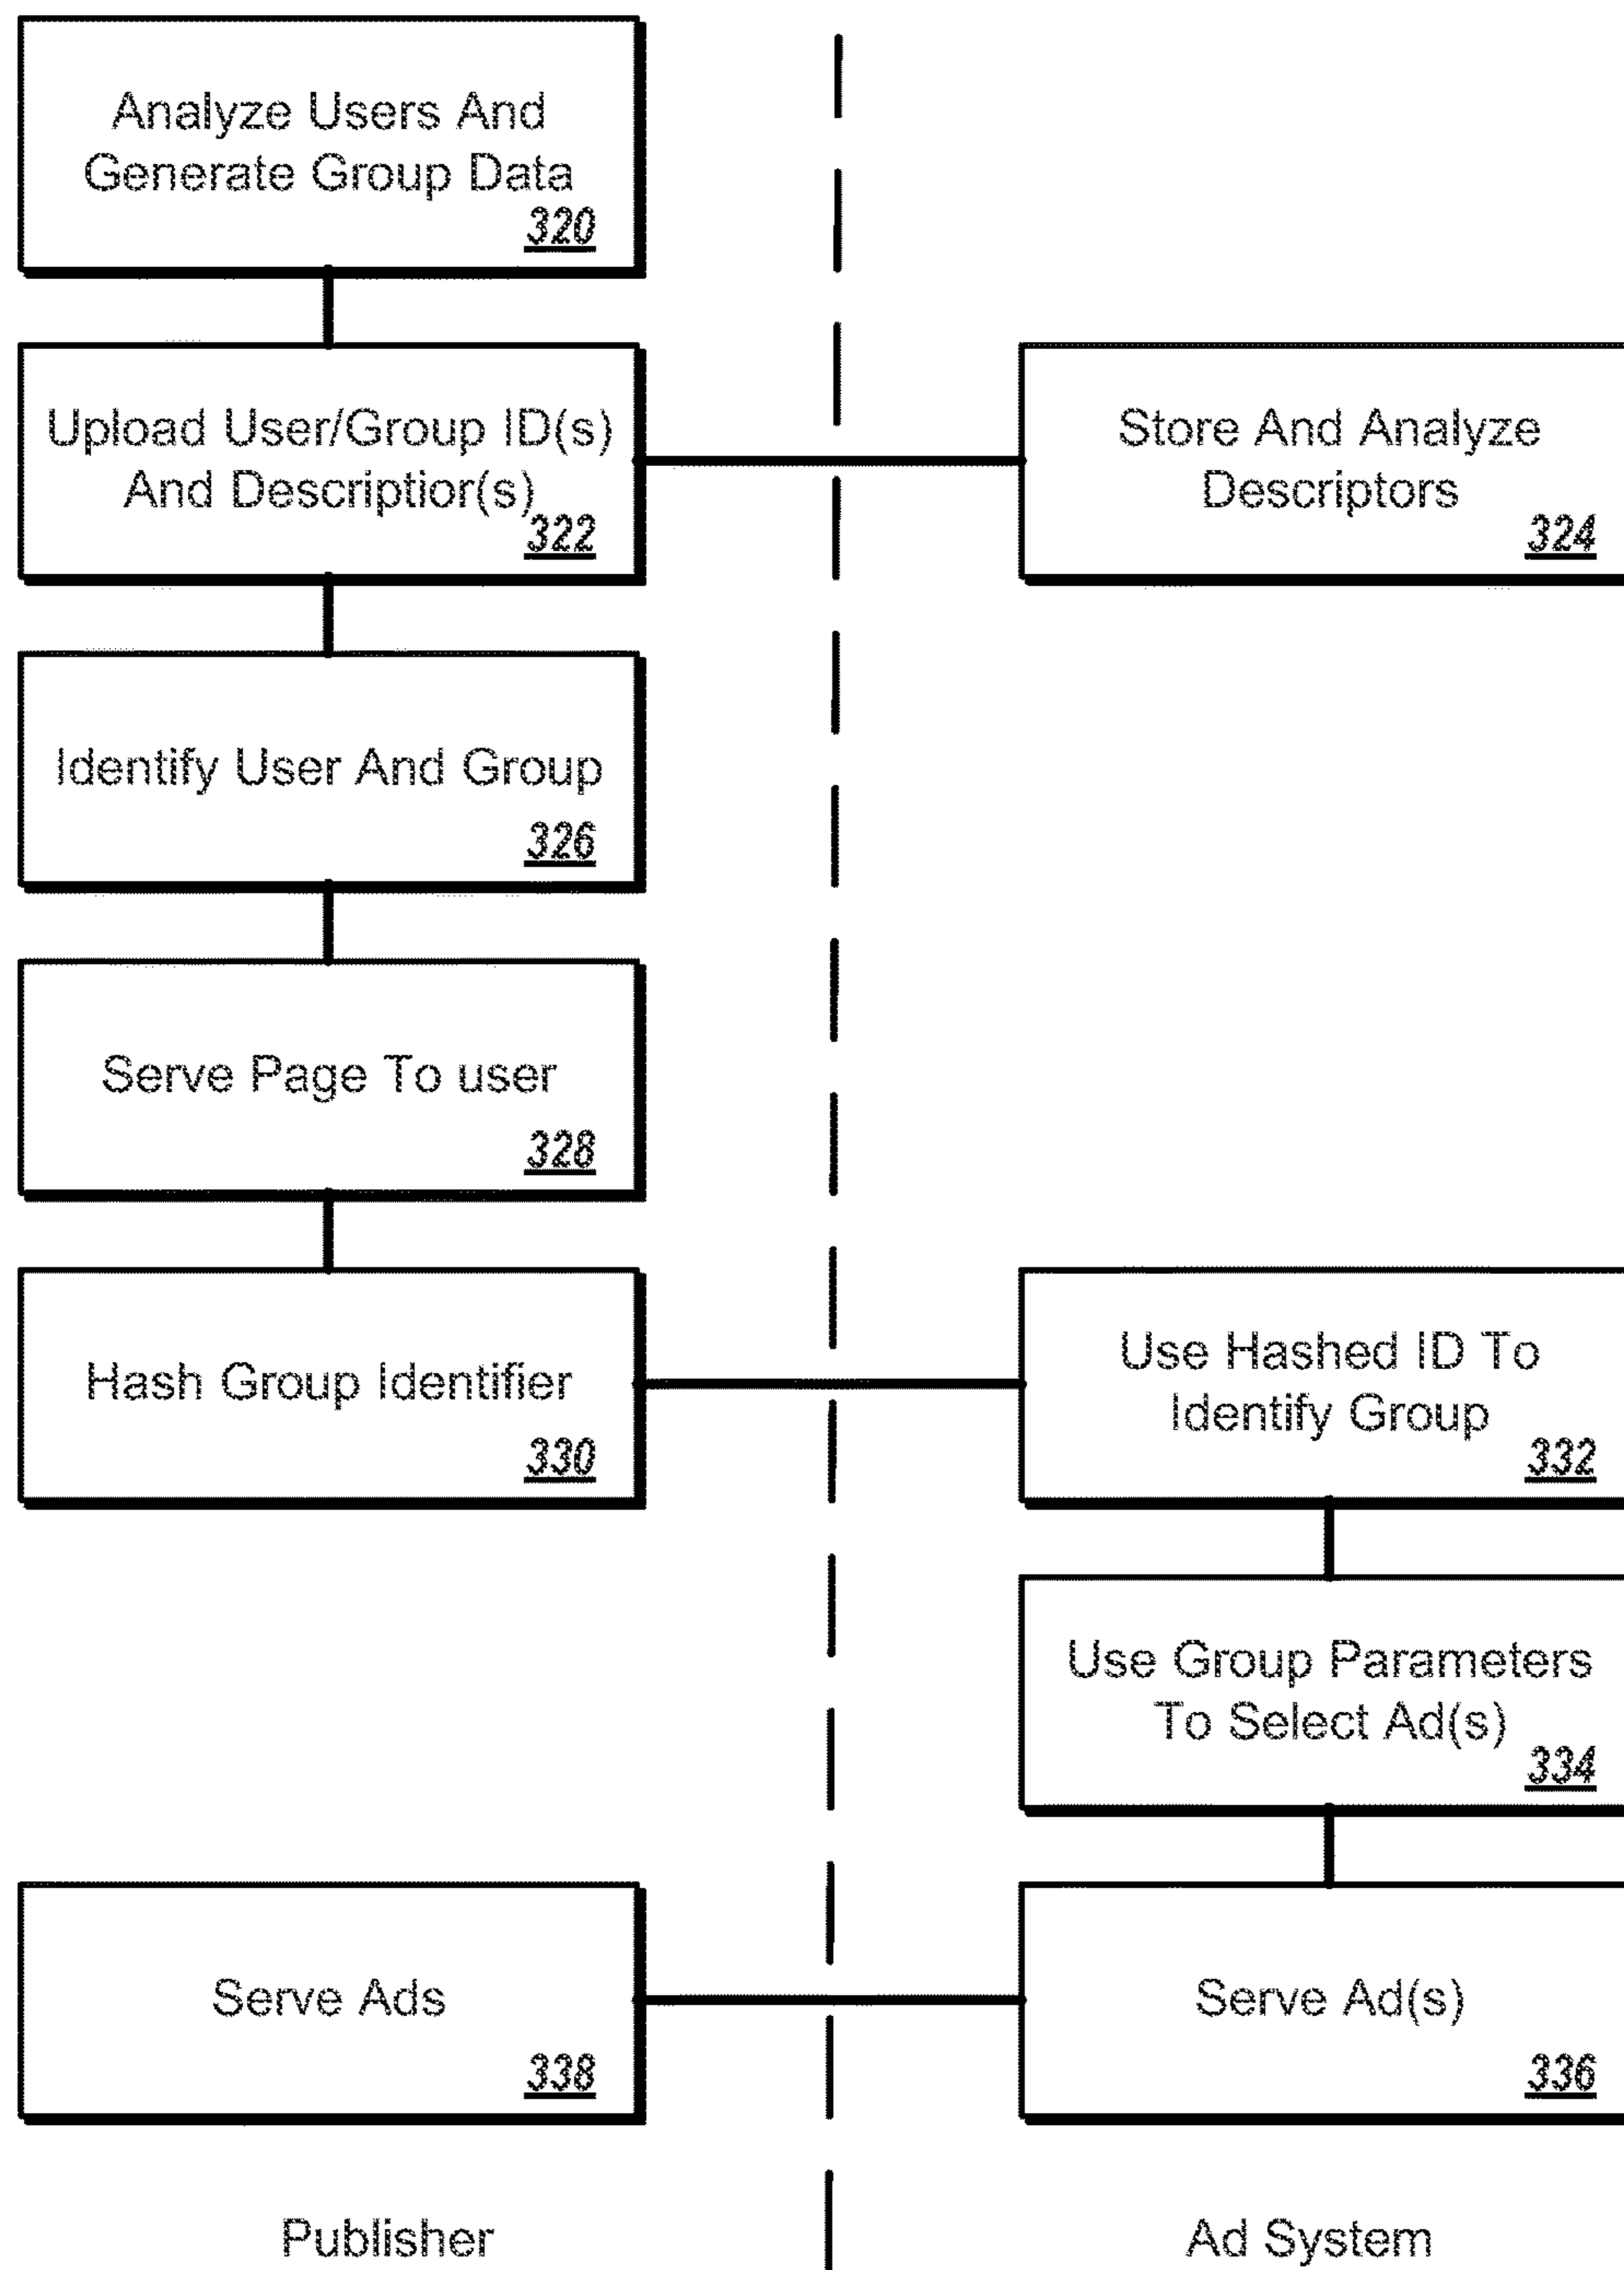 Analyze Users And
Generate Group Data
320
Upload User/Group ID(s)
And Descriptior(s)
322
Store And Analyze
Descriptors
324
Identify User And Group
326
Serve Page To user
328
Hash Group Identifier
330
Use Hashed ID To
Identify Group
332
Use Group Parameters
To Select Ad(s)
334
Serve Ads
338
Serve Ad(s)
336
Publisher
Ad System